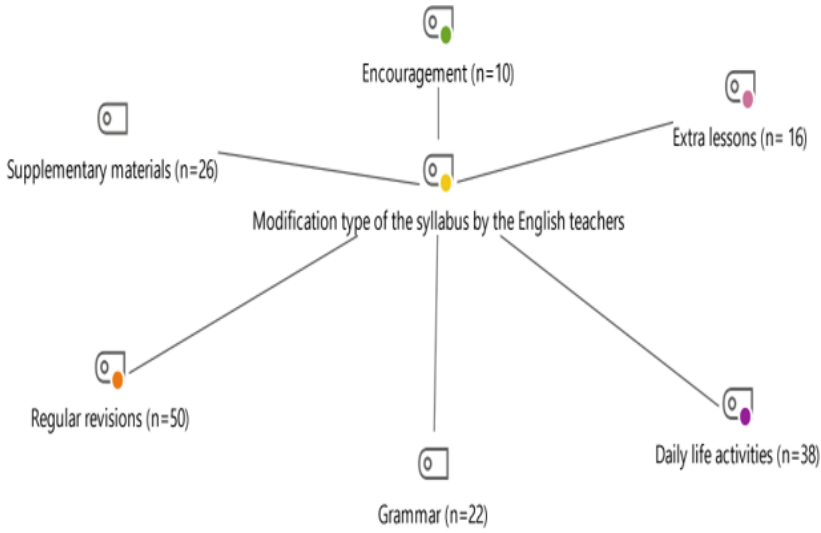 Encouragement (n=10)
Extra lessons (n= 16)
Supplementary materials (n=26)
Modification type of the syllabus by the English teachers
Regular revisions (n=50)
Daily life activities (n=38)
Grammar (n=22)